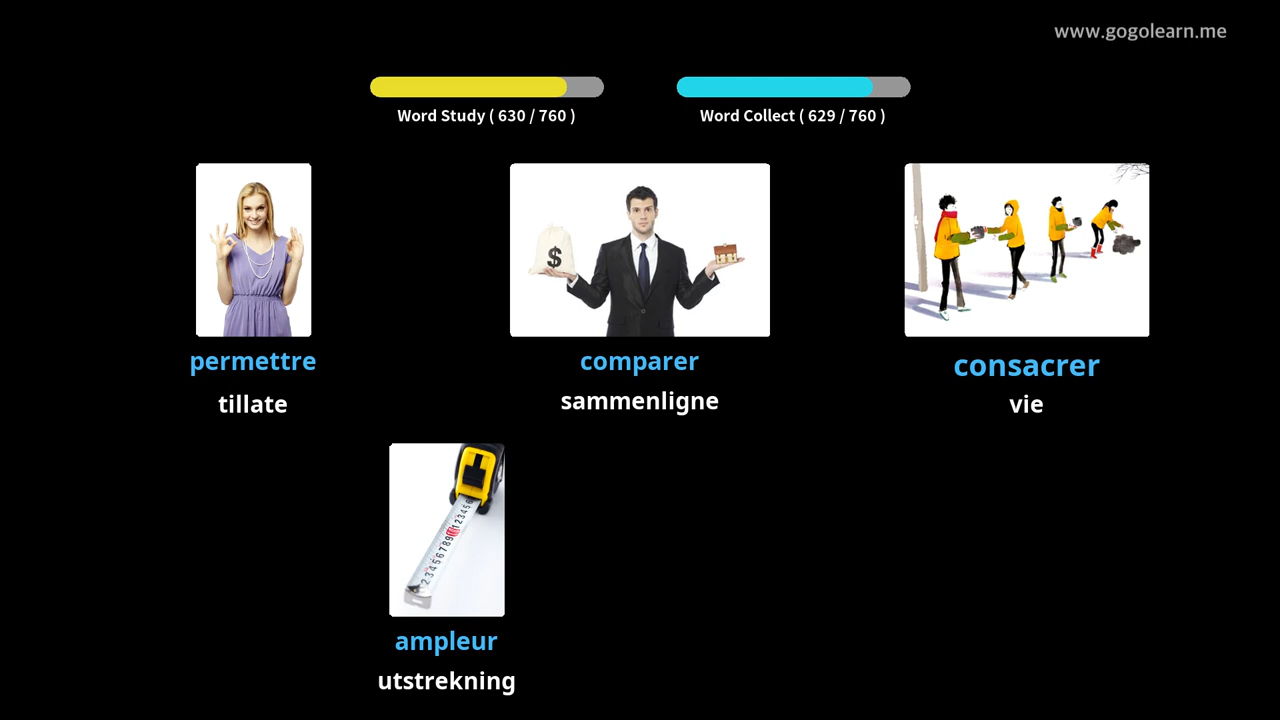 www.gogolearn.me
Word Study ( 630 / 760 )
Word Collect ( 629 / 760 )
permettre
tillate
comparer
sammenligne
consacrer
vie
$
ampleur
utstrekning